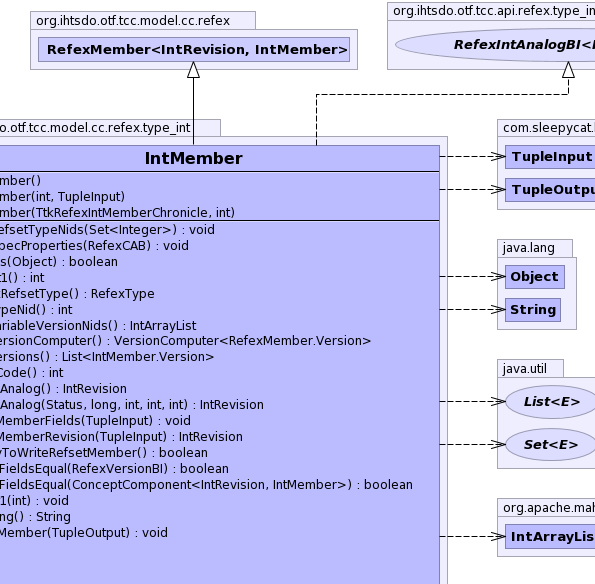 org.ihtsdo.otf.tcc.model.cc.refex
RefexMember<IntRevision, IntMember>
org.ihtsdo.otf.tcc.api.refex.type_in
RefexIntAnalogBI<
o.otf.tcc.model.cc.refex.type_int
IntMember
mber()
mber(int, TupleInput)
mber(TtkRefexIntMemberChronicle, int)
efsetTypeNids(Set<Integer>) : void
pecProperties(RefexCAB) : void
s(Object) : boolean
t1() : int
RefsetType() : RefexType
ypeNid() : int
ariableVersionNids() : IntArrayList
ersionComputer() : VersionComputer<RefexMember.Version>
ersions() : List<IntMember.Version>
Code() : int
Analog() : IntRevision
Analog(Status, long, int, int, int) : IntRevision
MemberFields(TupleInput) : void
MemberRevision(TupleInput) : IntRevision
yToWriteRefsetMember() : boolean
FieldsEqual(RefexVersionBI) : boolean
FieldsEqual(ConceptComponent<IntRevision, IntMember>) : boolean
1(int) : void
ng() : String
Member(TupleOutput) : void
com.sleepycat.
TupleInput
TupleOutpu
java.lang
Object
String
java.util
List<E>
Set<E>
org.apache.mah
IntArrayLis